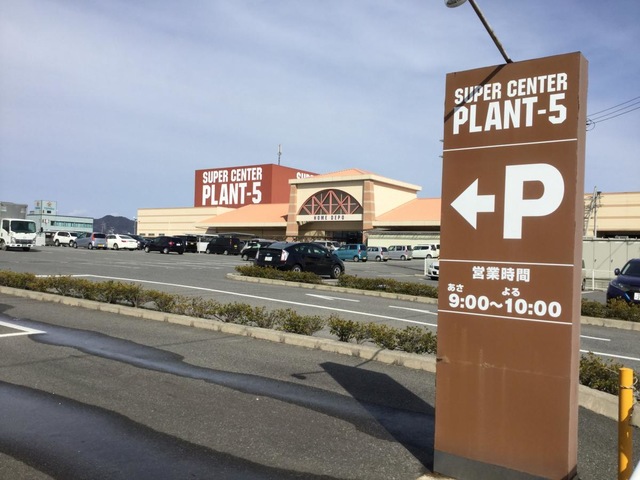 SUPER CENTER
PLANT-5
SUPER CENTER
PLANT-5
HOME DEPO
← P
営業時間
あさ よる
9:00～10:00